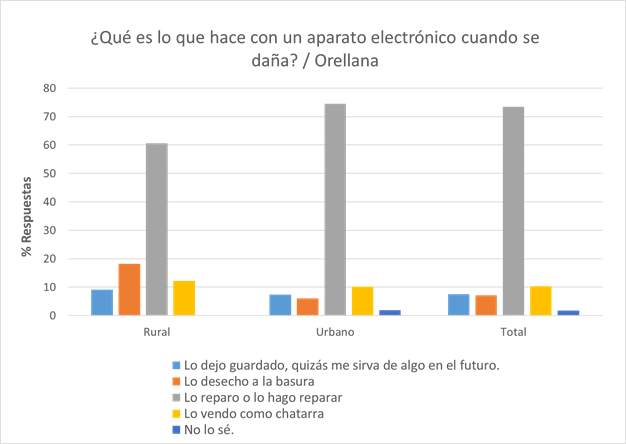 ¿Qué es lo que hace con un aparato electrónico cuando se
daña? / Orellana
80
70
60
50
40
30
20
10
0
% Respuestas
Rural
Urbano
Total
Lo dejo guardado, quizás me sirva de algo en el futuro.
Lo desecho a la basura
Lo reparo o lo hago reparar
Lo vendo como chatarra
No lo sé.